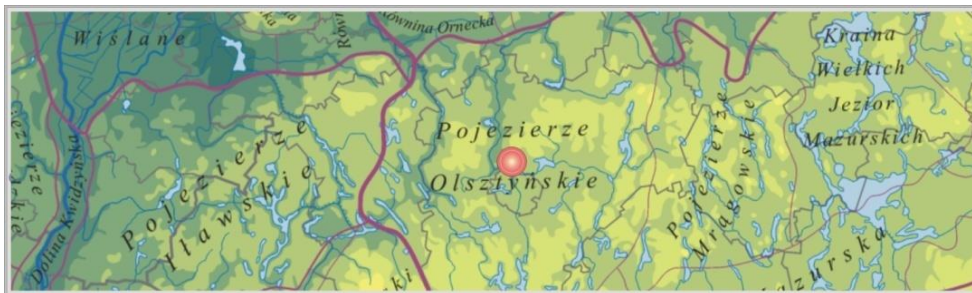 Wiślane
Równina Ornecka
Kraina
Wielkich
Jezior
Mazurskich
Pojezierze
Olsztyńskie
Pojezierze
Iławskie
Pojezierze
Mrągowskie
Dolina Kwidzyńska